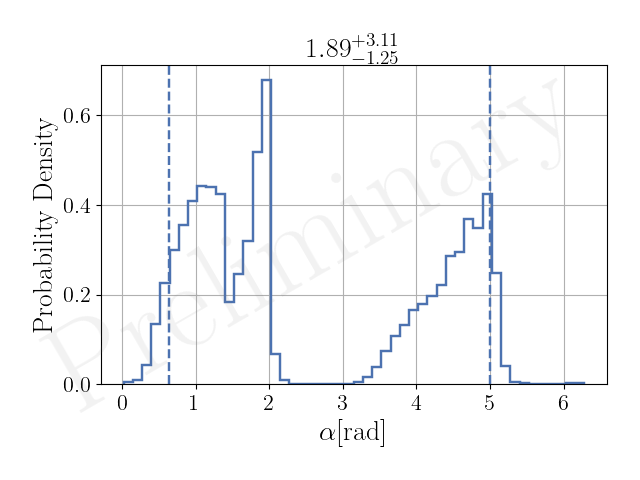 1.89^{+3.11}_{-1.25}
Probability Density
0.6
0.4
0.2
0.0
0 1 2 3 4 5 6
α[rad]
Preliminary